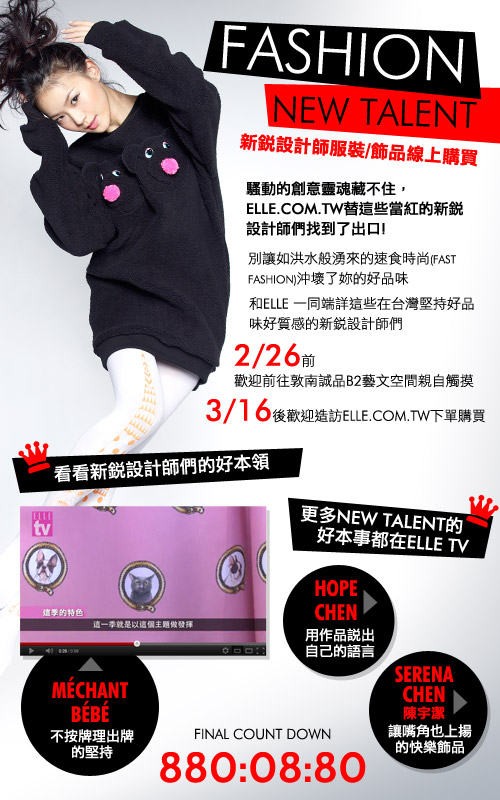 FASHION
NEW TALENT
新銳設計師服裝/飾品線上購買
騷動的創意靈魂藏不住，
ELLE.COM.TW替這些當紅的新銳
設計師們找到了出口!
別讓如洪水般湧來的速食時尚(FAST
FASHION)沖壞了妳的好品味
和ELLE 一同端詳這些在台灣堅持好品
味好質感的新銳設計師們
2/26前
歡迎前往敦南誠品B2藝文空間親自觸摸
3/16後歡迎造訪ELLE.COM.TW下單購買
看看新銳設計師們的好本領
ELLE
tv
這季的特色
這一季就是以這個主題做發揮
更多NEW TALENT的
好本事都在ELLE TV
HOPE
CHEN
用作品說出
自己的語言
MÉCHANT
BÉBÉ
不按牌理出牌
的堅持
SERENA
CHEN
陳宇潔
讓嘴角也上揚
的快樂飾品
FINAL COUNT DOWN
880:08:80